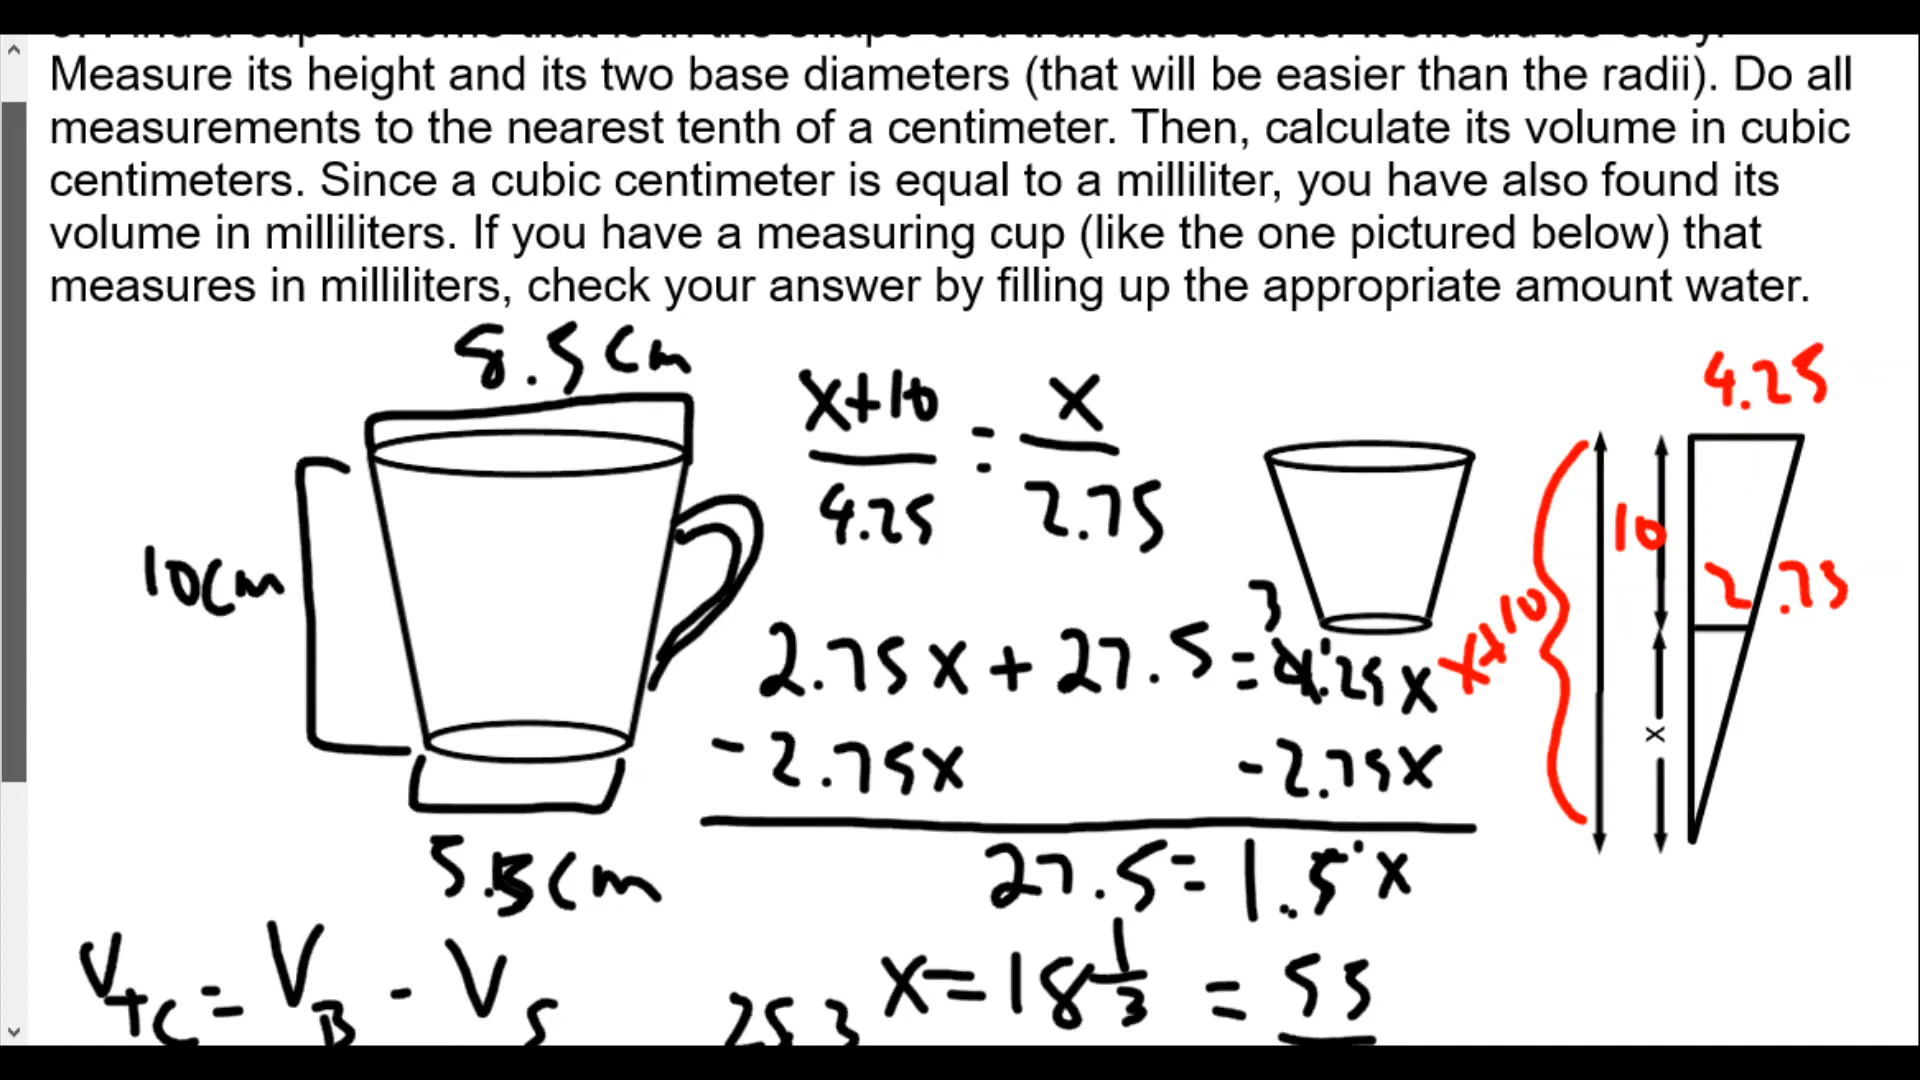 Measure its height and its two base diameters (that will be easier than the radii). Do all
measurements to the nearest tenth of a centimeter. Then, calculate its volume in cubic
centimeters. Since a cubic centimeter is equal to a milliliter, you have also found its
volume in milliliters. If you have a measuring cup (like the one pictured below) that
measures in milliliters, check your answer by filling up the appropriate amount water.
8.5cm
10cm
5.5cm
x+10 = x
4.25 2.75
2.75x + 27.5 = 4.25x
-2.75x -2.75x
27.5 = 1.5x
x = 18 1/3 = 55
V_TC = V_B - V_S
253
4.25
10
2.75
x+10
x